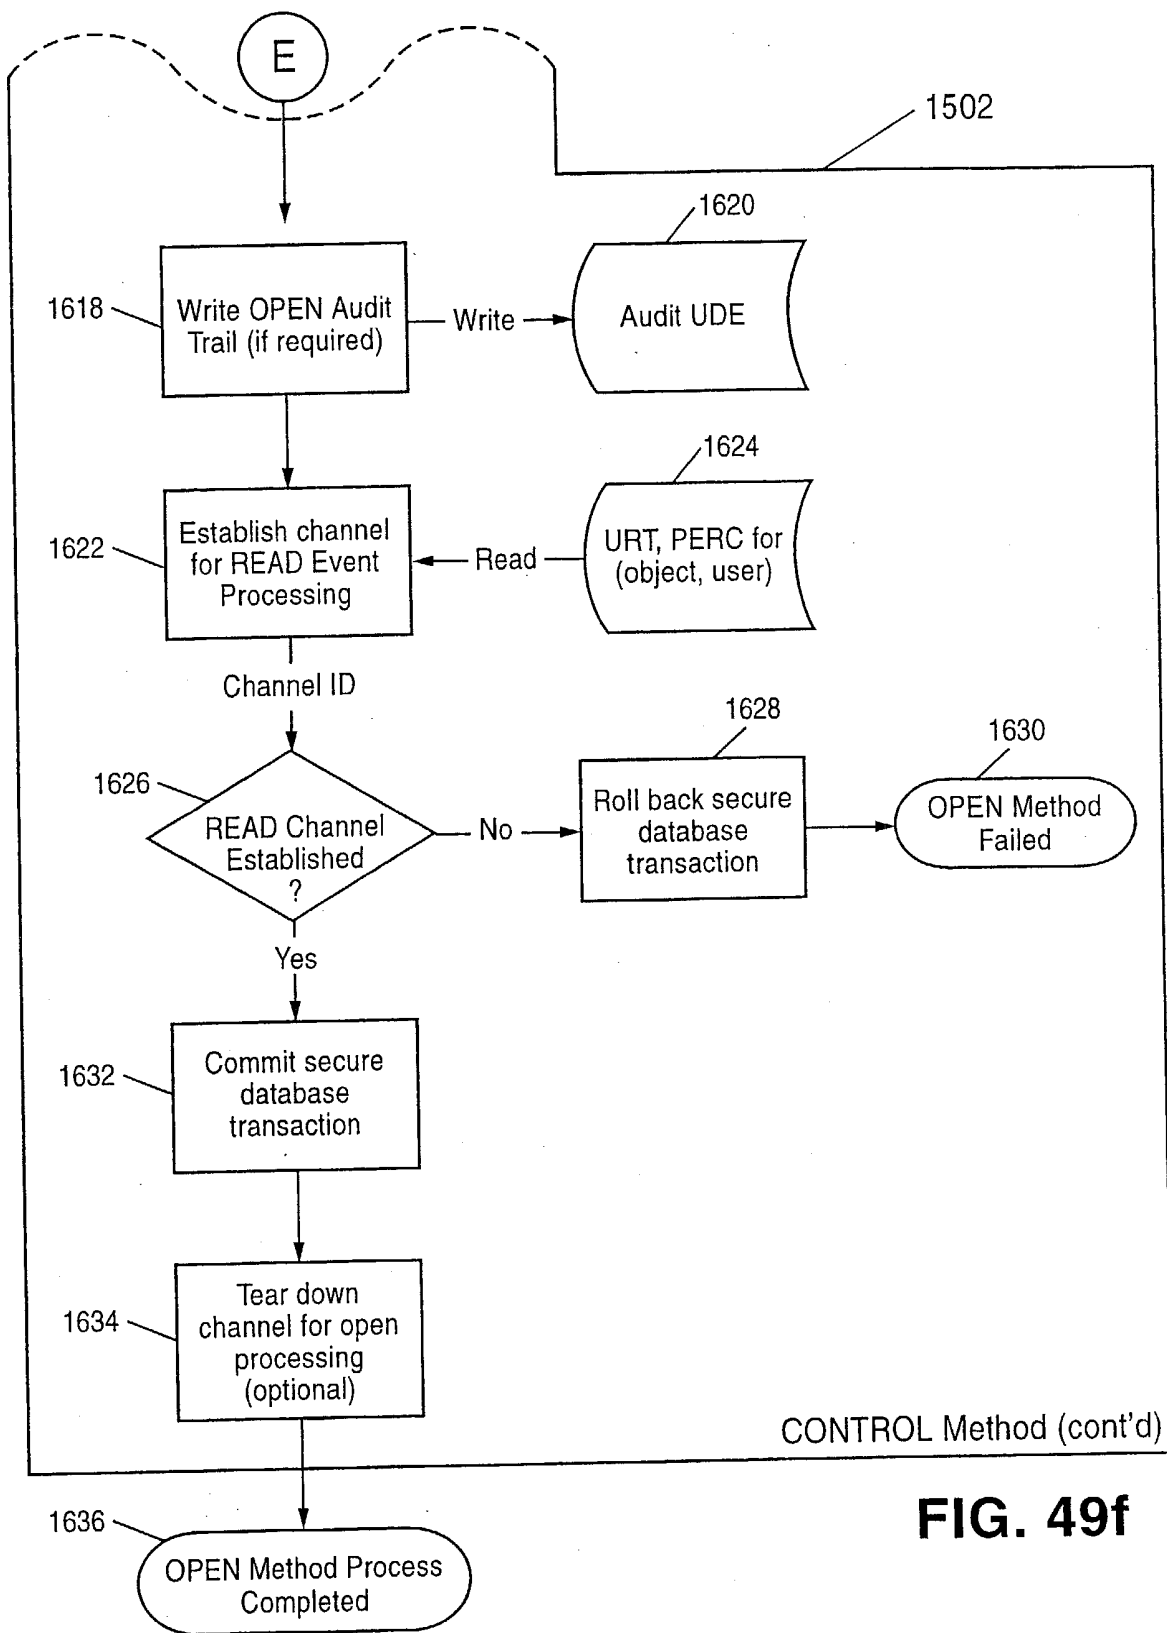 E
1502
1620
1618
Write OPEN Audit
Trail (if required)
Write
Audit UDE
1624
1622
Establish channel
for READ Event
Processing
Read
URT, PERC for
(object, user)
Channel ID
1628
1630
1626
READ Channel
Established
?
No
Roll back secure
database
transaction
OPEN Method
Failed
Yes
1632
Commit secure
database
transaction
1634
Tear down
channel for open
processing
(optional)
CONTROL Method (cont'd)
FIG. 49f
1636
OPEN Method Process
Completed